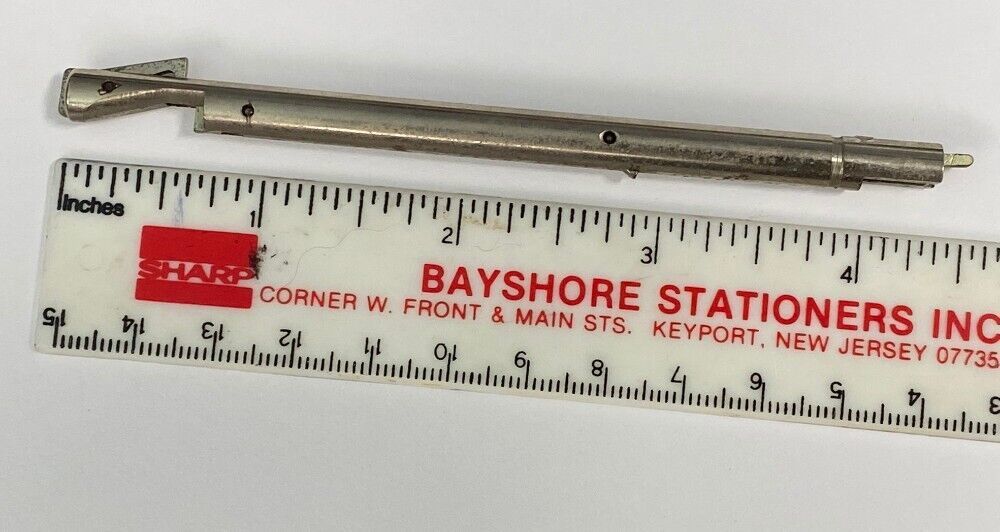 Inches
1 2 3 4
SHARP
BAYSHORE STATIONERS INC
CORNER W. FRONT & MAIN STS. KEYPORT, NEW JERSEY 07735
15 14 13 12 11 10 9 8 7 6 5 4 3